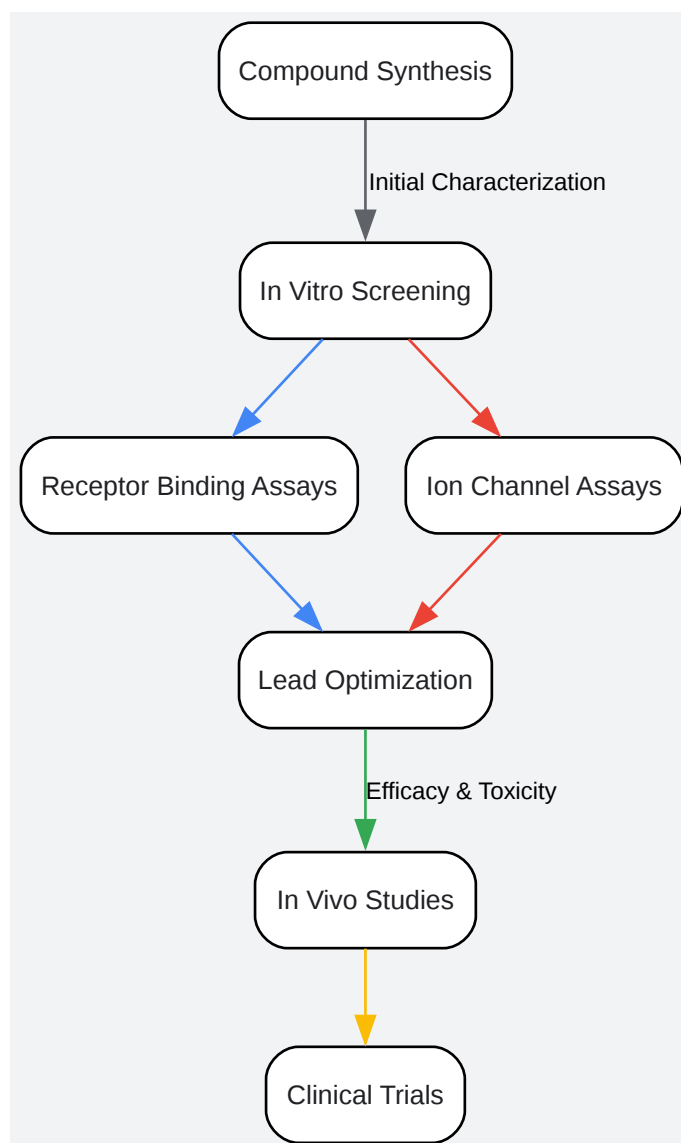 Compound Synthesis
Initial Characterization
In Vitro Screening
Receptor Binding Assays
Ion Channel Assays
Lead Optimization
Efficacy & Toxicity
In Vivo Studies
Clinical Trials